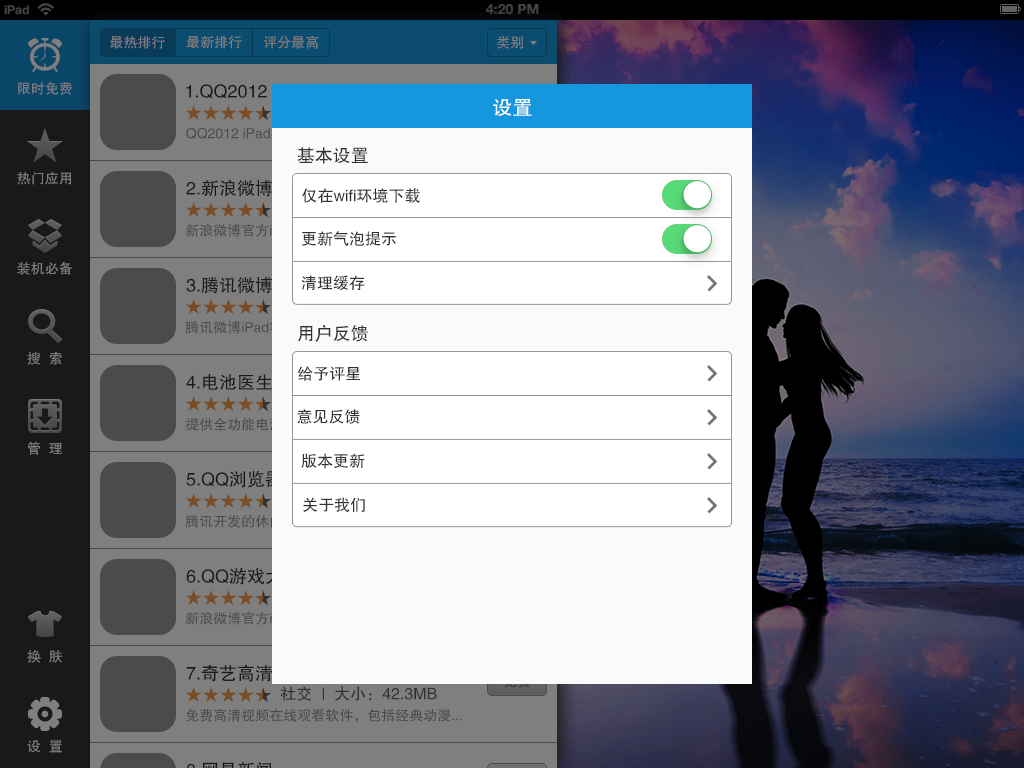 iPad
4:20 PM
限时免费
热门应用
装机必备
搜 索
管 理
换 肤
设 置
最热排行
最新排行
评分最高
类别
1.QQ2012
QQ2012 iPad
2.新浪微博
新浪微博官方
3.腾讯微博
腾讯微博iPad
4.电池医生
提供全功能电
5.QQ浏览器
腾讯开发的休
6.QQ游戏大
新浪微博官方
7.奇艺高清
社交 | 大小：42.3MB
免费高清视频在线观看软件，包括经典动漫...
设置
基本设置
仅在wifi环境下载
更新气泡提示
清理缓存
用户反馈
给予评星
意见反馈
版本更新
关于我们